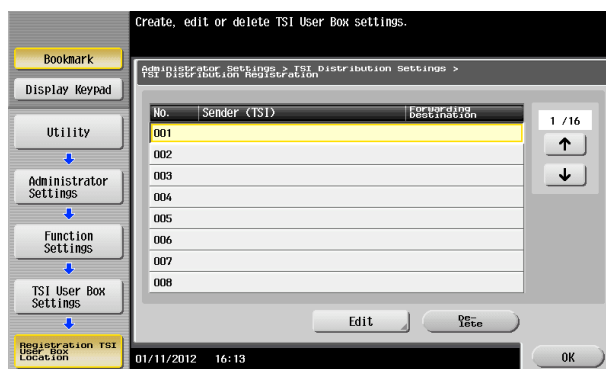 Create, edit or delete TSI User Box settings.
Bookmark
Display Keypad
Utility
Administrator
Settings
Function
Settings
TSI User Box
Settings
Registration TSI
User Box
Location
Administrator Settings > TSI Distribution Settings >
TSI Distribution Registration
No. Sender (TSI) Forwarding
Destination
001
002
003
004
005
006
007
008
1 /16
Edit
De-
lete
01/11/2012 16:13
OK